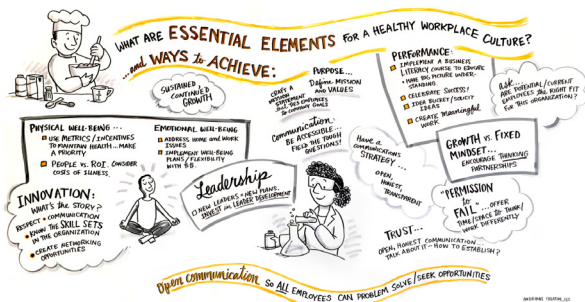 WHAT ARE ESSENTIAL ELEMENTS FOR A HEALTHY WORKPLACE CULTURE?
...and WAYS to ACHIEVE:
SUSTAINED
CONTINUED
GROWTH
CRAFT A
MISSION
STATEMENT
EMPLOYEES
TO COMMON GOALS
PURPOSE...
Define MISSION
AND VALUES
PERFORMANCE:
IMPLEMENT A BUSINESS
LITERACY COURSE TO EDUCATE
HAVE BIG PICTURE UNDER-
STANDING
CELEBRATE SUCCESS!
IDEA BUCKET/SOLICIT
IDEAS
CREATE Meaningful
WORK
ask...
ARE POTENTIAL/CURRENT
EMPLOYEES THE RIGHT FIT
FOR THIS ORGANIZATION?
PHYSICAL WELL-BEING...
USE METRICS/INCENTIVES
TO MAINTAIN HEALTH...MAKE
A PRIORITY
PEOPLE VS. ROI. CONSIDER
COSTS OF ILLNESS.
EMOTIONAL WELL-BEING
ADDRESS HOME AND WORK
ISSUES
IMPLEMENT WELL-BEING
PLANS/FLEXIBILITY
WITH
Communication
BE ACCESSIBLE...
FIELD THE TOUGH
QUESTIONS!
Have a
COMMUNICATIONS
STRATEGY...
OPEN,
HONEST,
TRANSPARENT
GROWTH VS. FIXED
MINDSET...
ENCOURAGE THINKING
PARTNERSHIPS
INNOVATION:
WHAT'S THE STORY?
RESPECT • COMMUNICATION
• KNOW THE SKILL SETS
IN THE ORGANIZATION
• CREATE NETWORKING
OPPORTUNITIES
Leadership
NEW LEADERS = NEW PLANS.
INVEST in LEADER DEVELOPMENT
"PERMISSION
to
FAIL"...OFFER
TIME/SPACE TO THINK/
WORK DIFFERENTLY
TRUST...
OPEN, HONEST COMMUNICATION
TALK ABOUT IT—HOW TO ESTABLISH?
Open communication SO ALL EMPLOYEES CAN PROBLEM SOLVE/SEEK OPPORTUNITIES